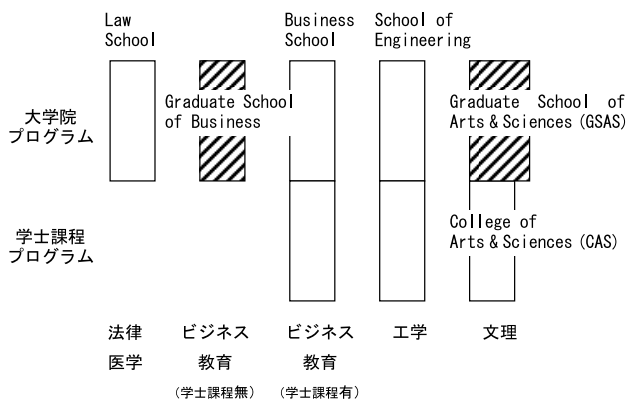 Law
School
Business
School
School of
Engineering
大学院
プログラム
Graduate School
of Business
Graduate School of
Arts & Sciences (GSAS)
学士課程
プログラム
College of
Arts & Sciences (CAS)
法律
医学
ビジネス
教育
(学士課程無)
ビジネス
教育
(学士課程有)
工学
文理